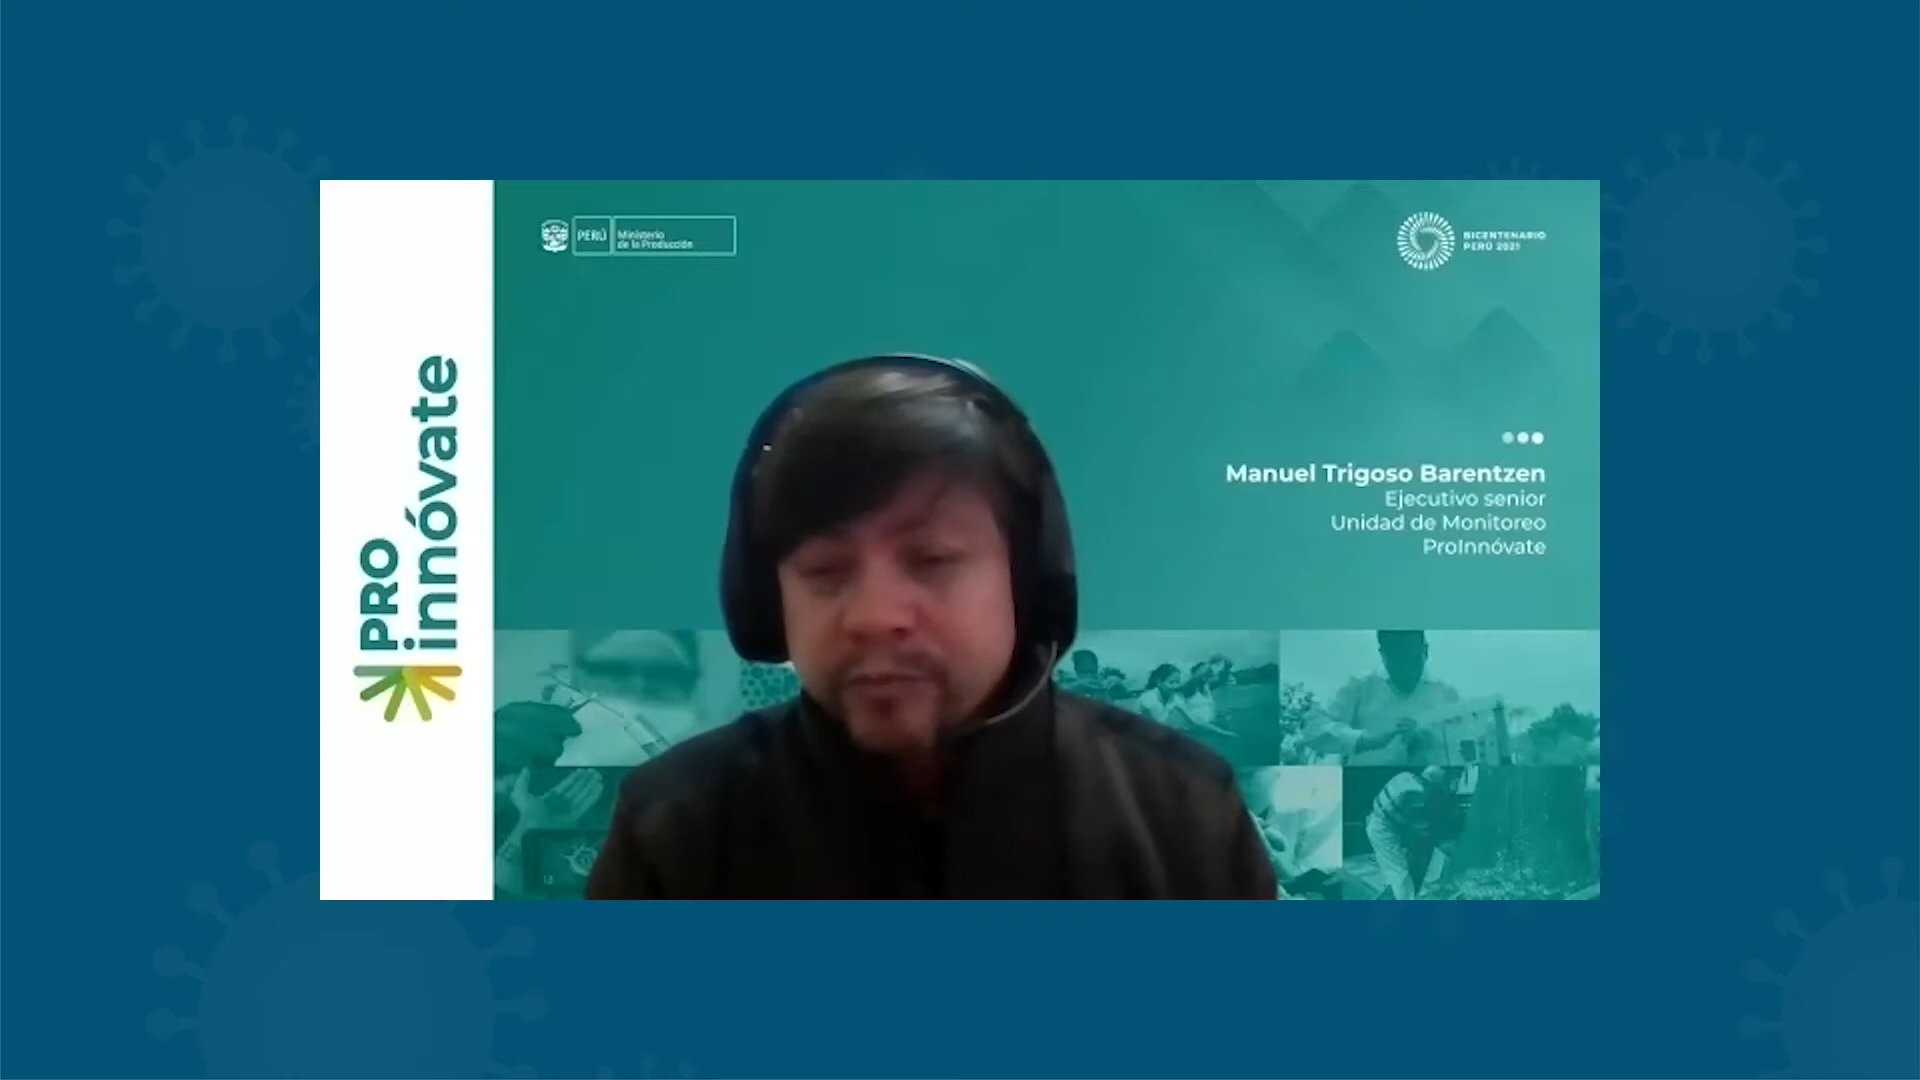 PRO
innóvate
PERÚ
Ministerio
de la Producción
BICENTENARIO
PERÚ 2021
Manuel Trigoso Barentzen
Ejecutivo senior
Unidad de Monitoreo
ProInnóvate